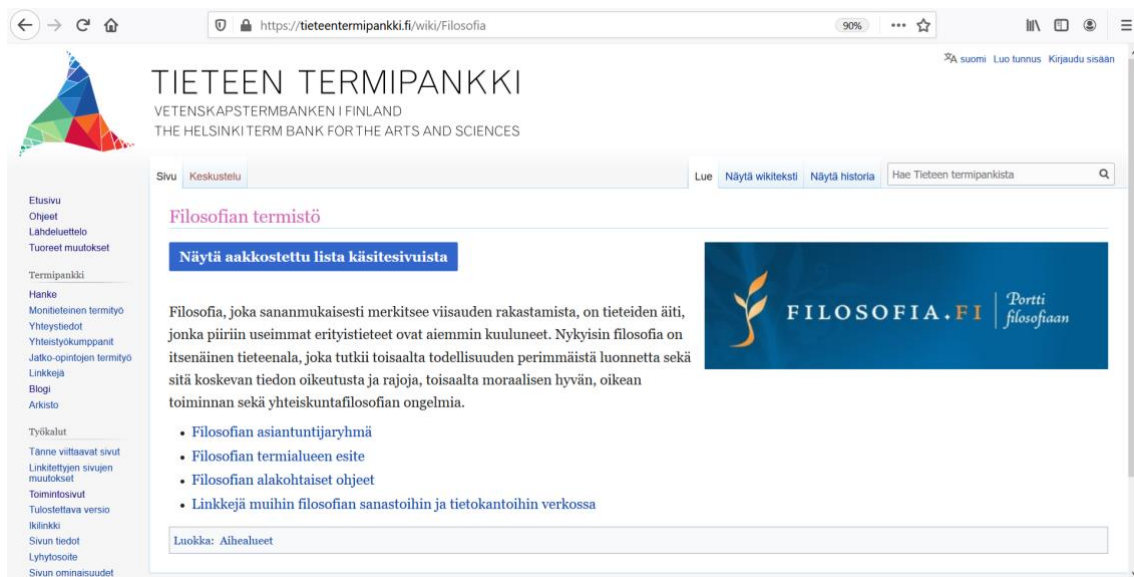 https://tieteentermipankki.fi/wiki/Filosofia
90%
suomi Luo tunnus Kirjaudu sisään
TIETEEN TERMIPANKKI
VETENSKAPSTERMBANKEN I FINLAND
THE HELSINKI TERM BANK FOR THE ARTS AND SCIENCES
Sivu Keskustelu
Lue Näytä wikiteksti Näytä historia Hae Tieteen termipankista
Etusivu
Ohjeet
Lähdeluettelo
Tuoreet muutokset
Termipankki
Hanke
Monitieteinen termityö
Yhteystiedot
Yhteistyökumppanit
Jatko-opintojen termityö
Linkkejä
Blogi
Arkisto
Työkalut
Tänne viittaavat sivut
Linkitettyjen sivujen
muutokset
Toimintosivut
Tulostettava versio
Ikilinkki
Sivun tiedot
Lyhytosoite
Sivun ominaisuudet
Filosofian termistö
Näytä aakkostettu lista käsitesivuista
FILOSOFIA.FI
Portti
filosofiaan
Filosofia, joka sananmukaisesti merkitsee viisauden rakastamista, on tieteiden äiti,
jonka piiriin useimmat erityistieteet ovat aiemmin kuuluneet. Nykyisin filosofia on
itsenäinen tieteenala, joka tutkii toisaalta todellisuuden perimmäistä luonnetta sekä
sitä koskevan tiedon oikeutusta ja rajoja, toisaalta moraalisen hyvän, oikean
toiminnan sekä yhteiskuntafilosofian ongelmia.
• Filosofian asiantuntijaryhmä
• Filosofian termialueen esite
• Filosofian alakohtaiset ohjeet
• Linkkejä muihin filosofian sanastoihin ja tietokantoihin verkossa
Luokka: Aihealueet